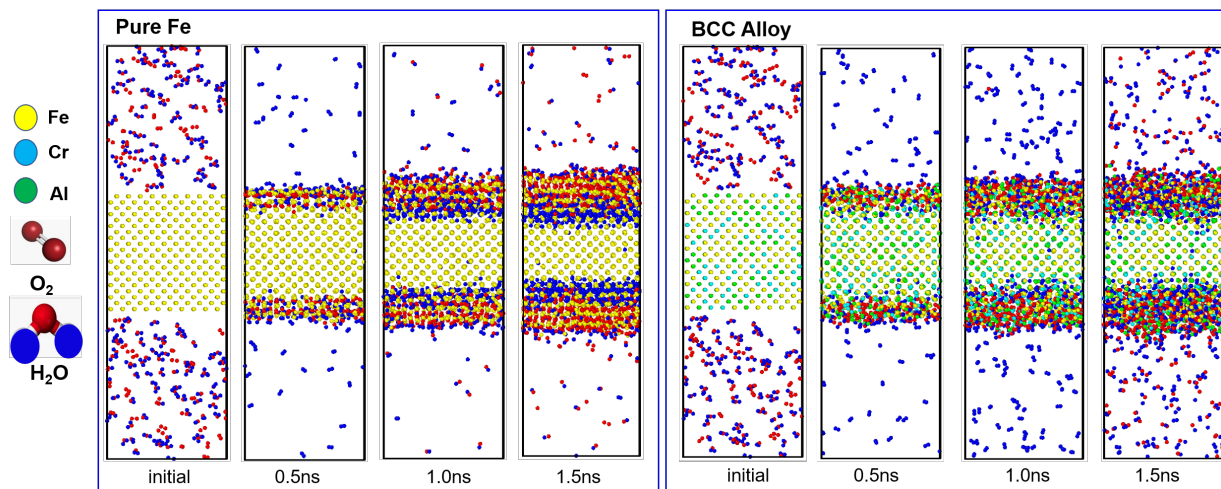 Fe
Cr
Al
O₂
H₂O
Pure Fe
initial
0.5ns
1.0ns
1.5ns
BCC Alloy
initial
0.5ns
1.0ns
1.5ns